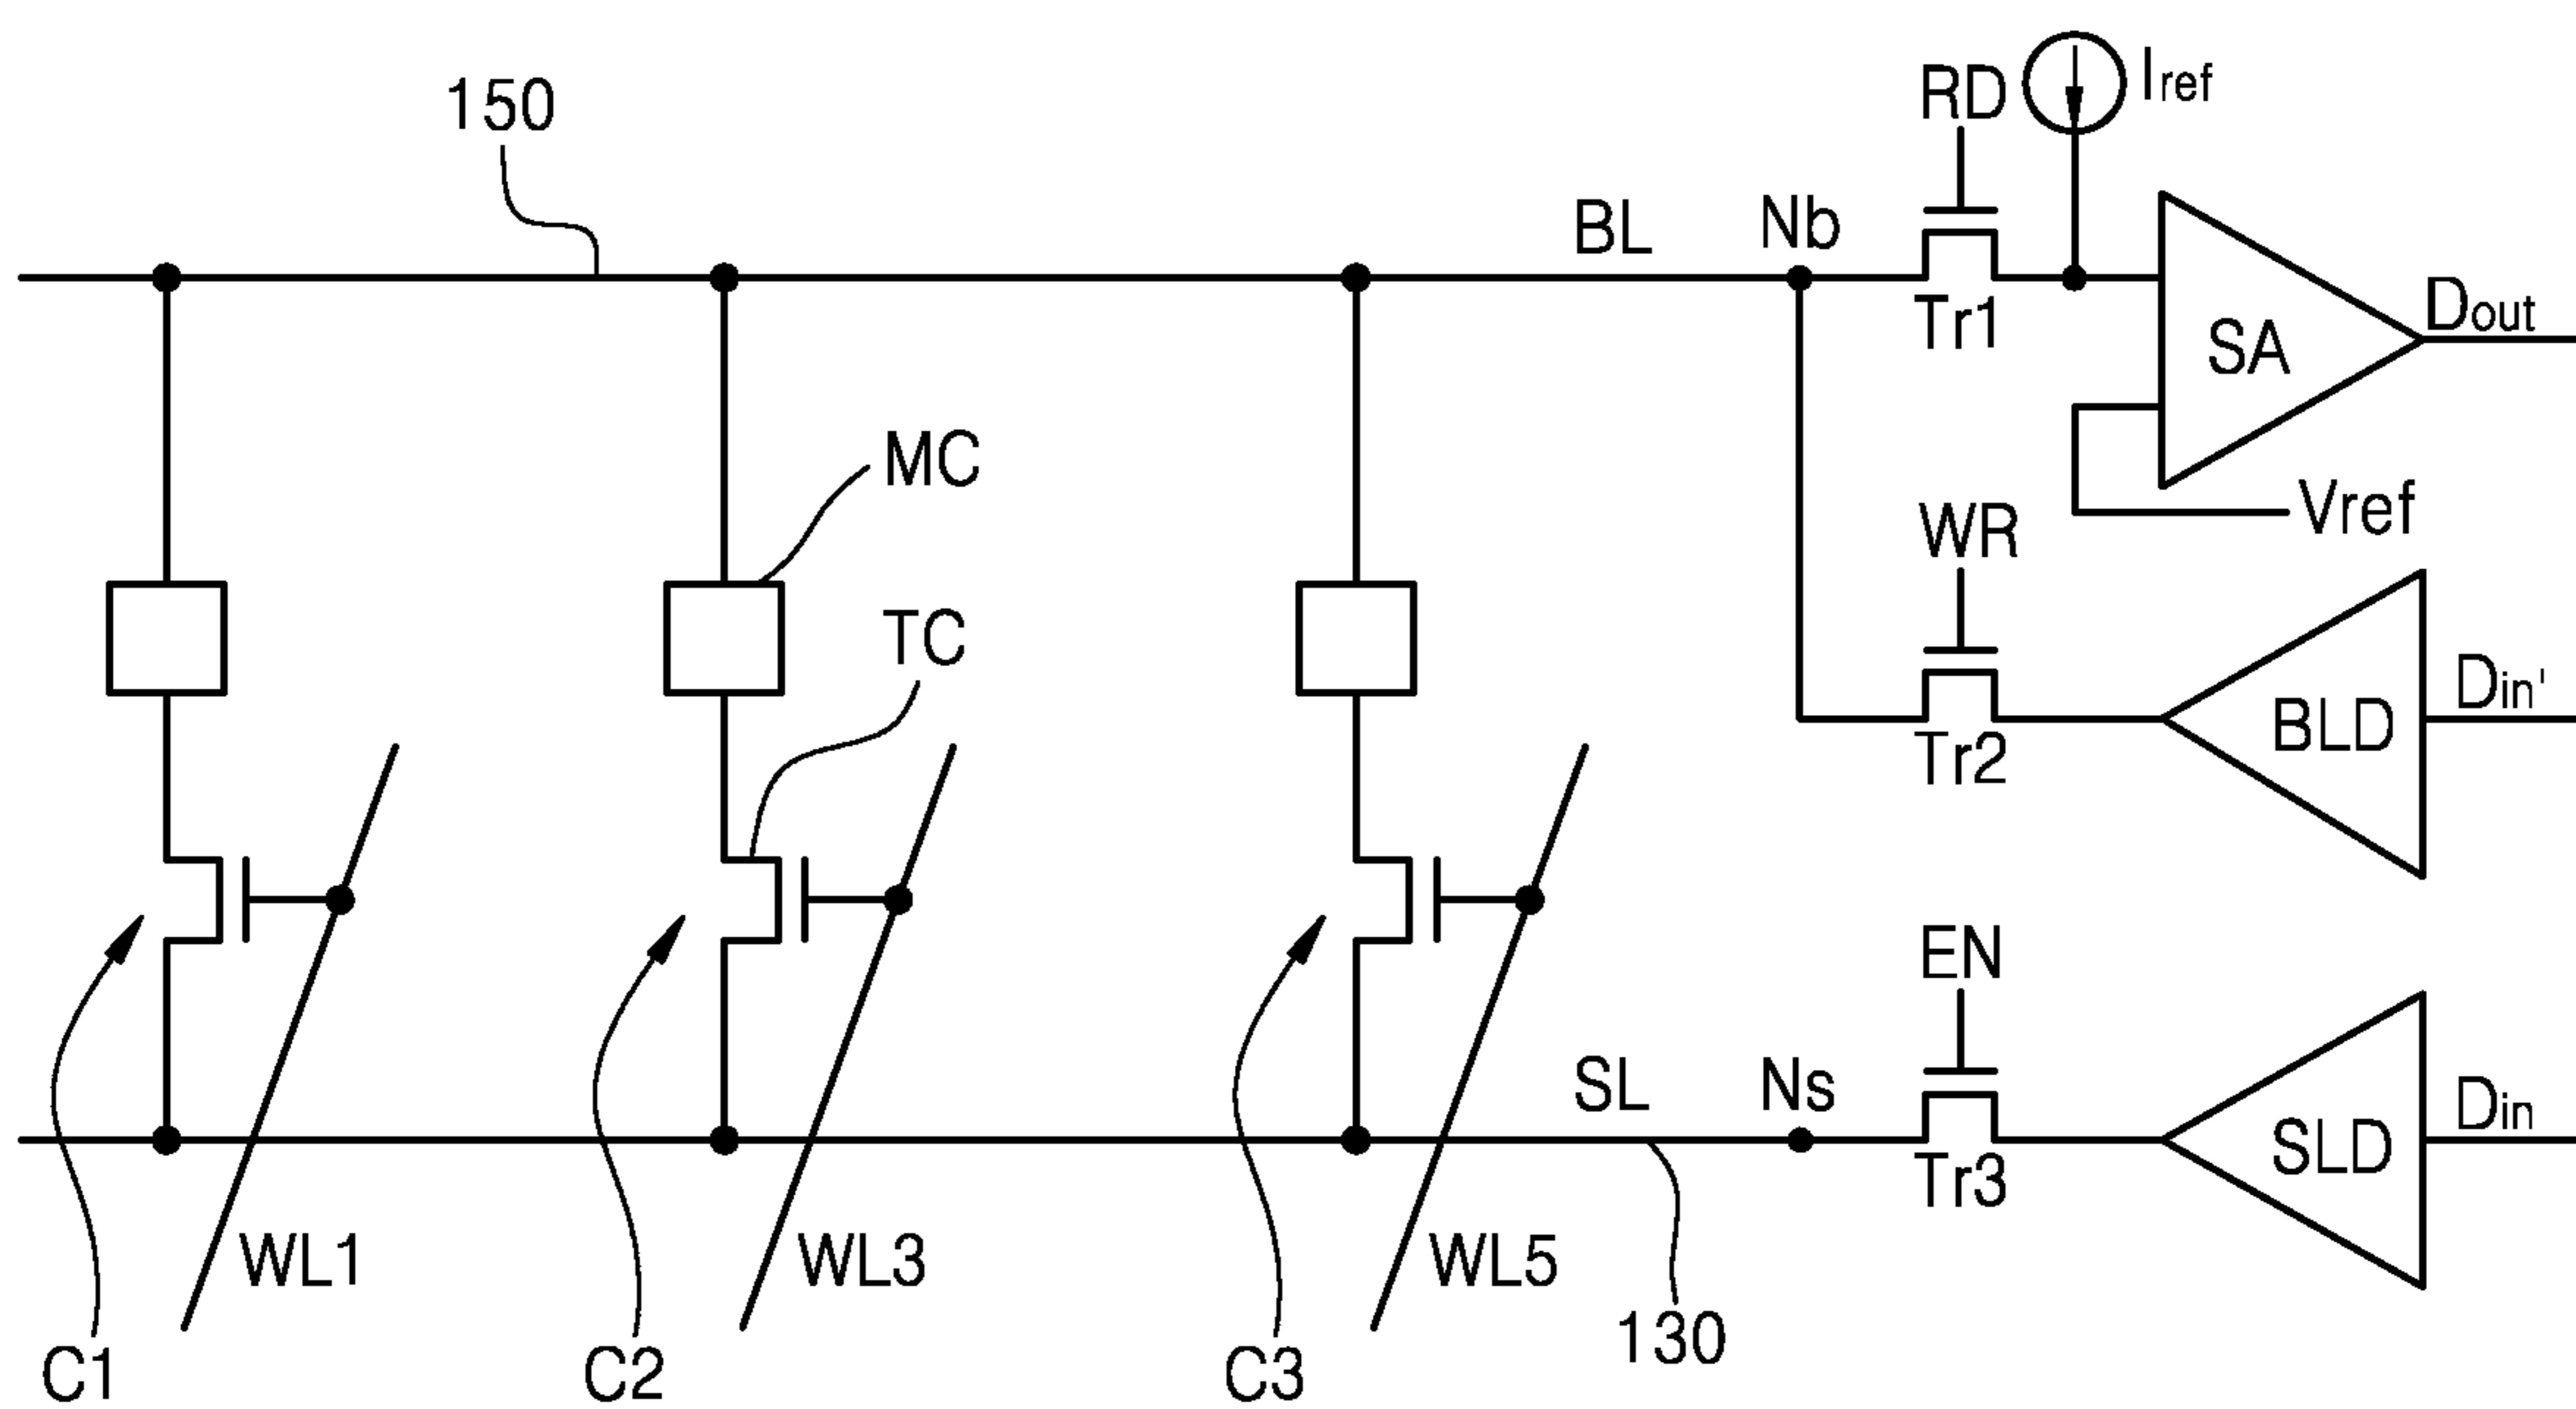 150
RD
Iref
BL
Nb
Tr1
SA
Dout
MC
Vref
WR
TC
Din'
BLD
Tr2
EN
SL
Ns
Din
SLD
Tr3
WL1
WL3
WL5
130
C1
C2
C3